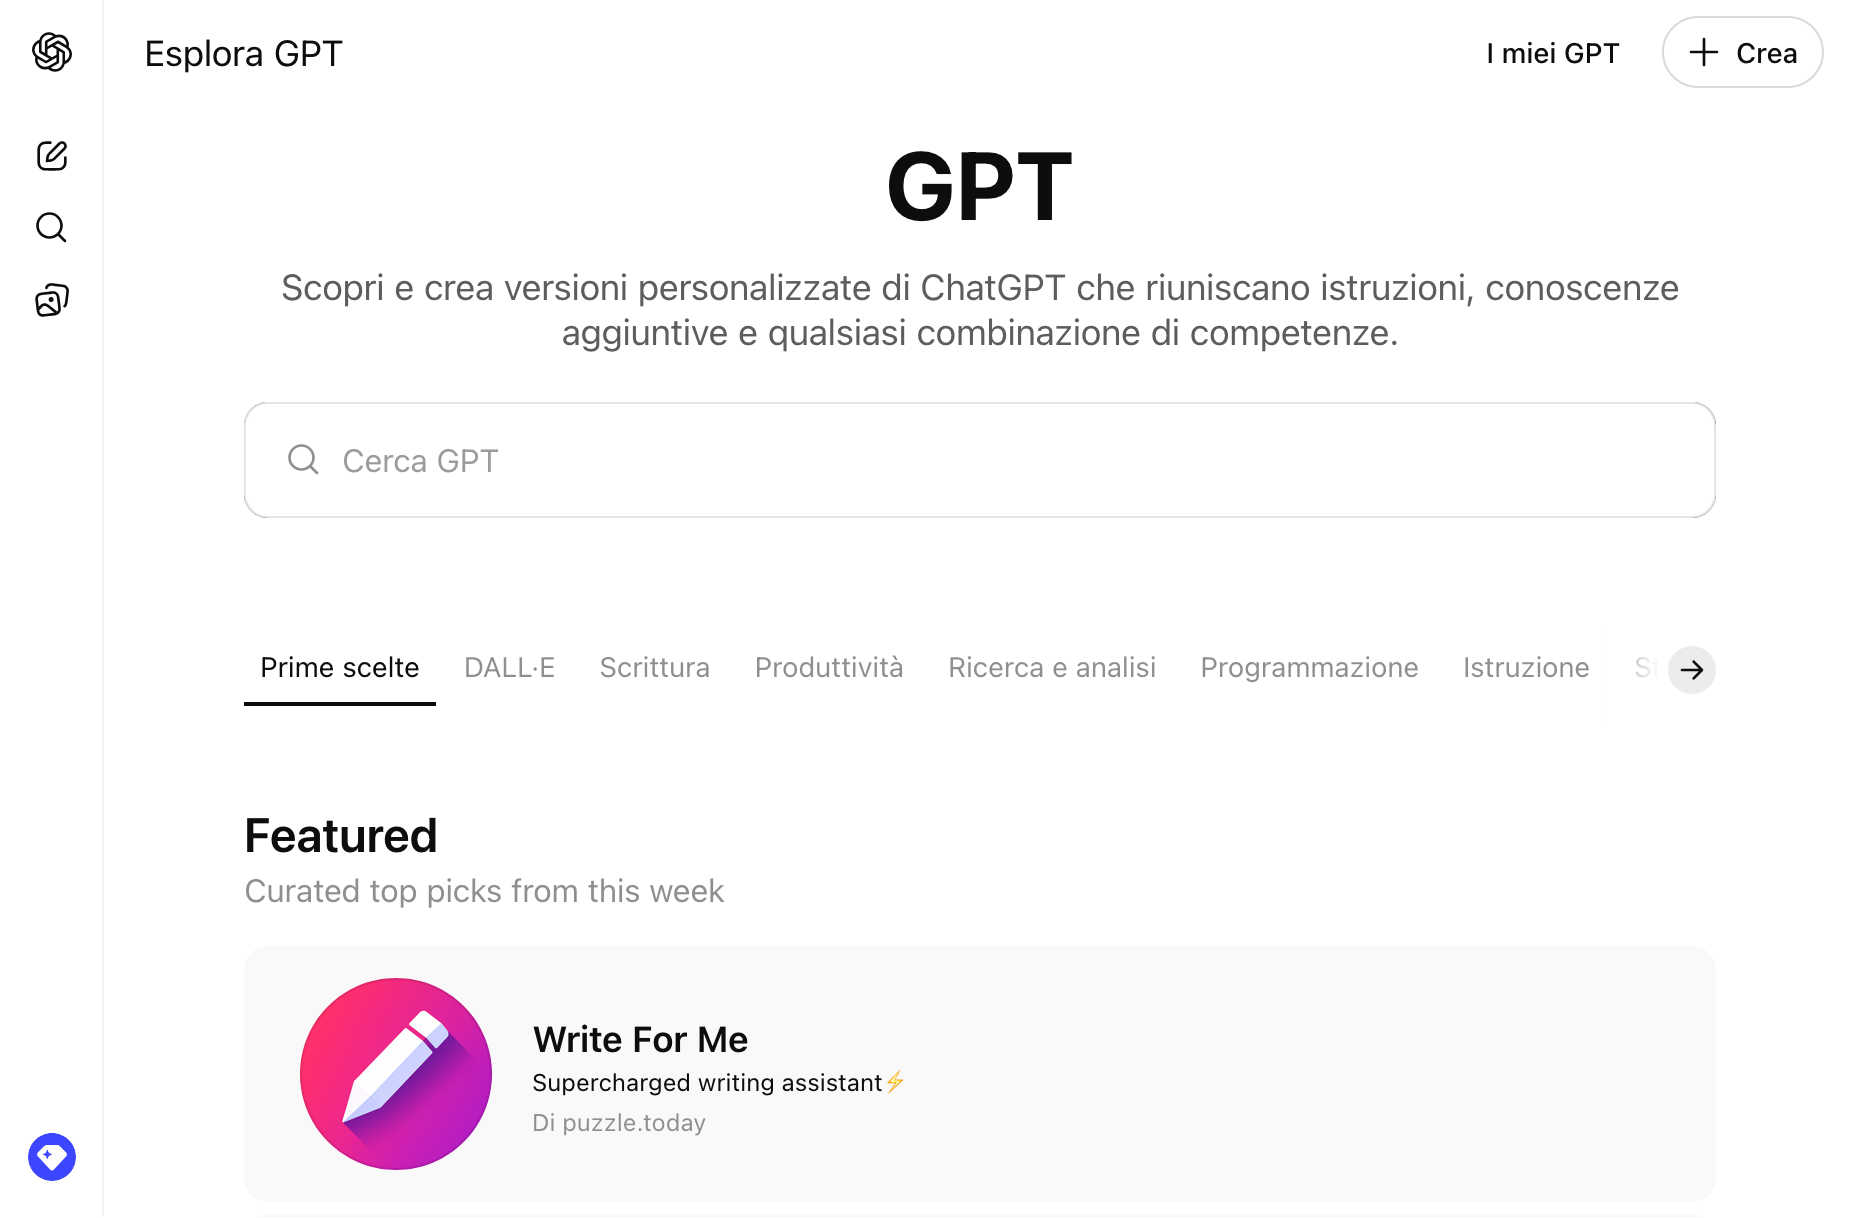 Esplora GPT
I miei GPT
Crea
GPT
Scopri e crea versioni personalizzate di ChatGPT che riuniscano istruzioni, conoscenze
aggiuntive e qualsiasi combinazione di competenze.
Cerca GPT
Prime scelte DALL·E Scrittura Produttività Ricerca e analisi Programmazione Istruzione
Featured
Curated top picks from this week
Write For Me
Supercharged writing assistant⚡
Di puzzle.today